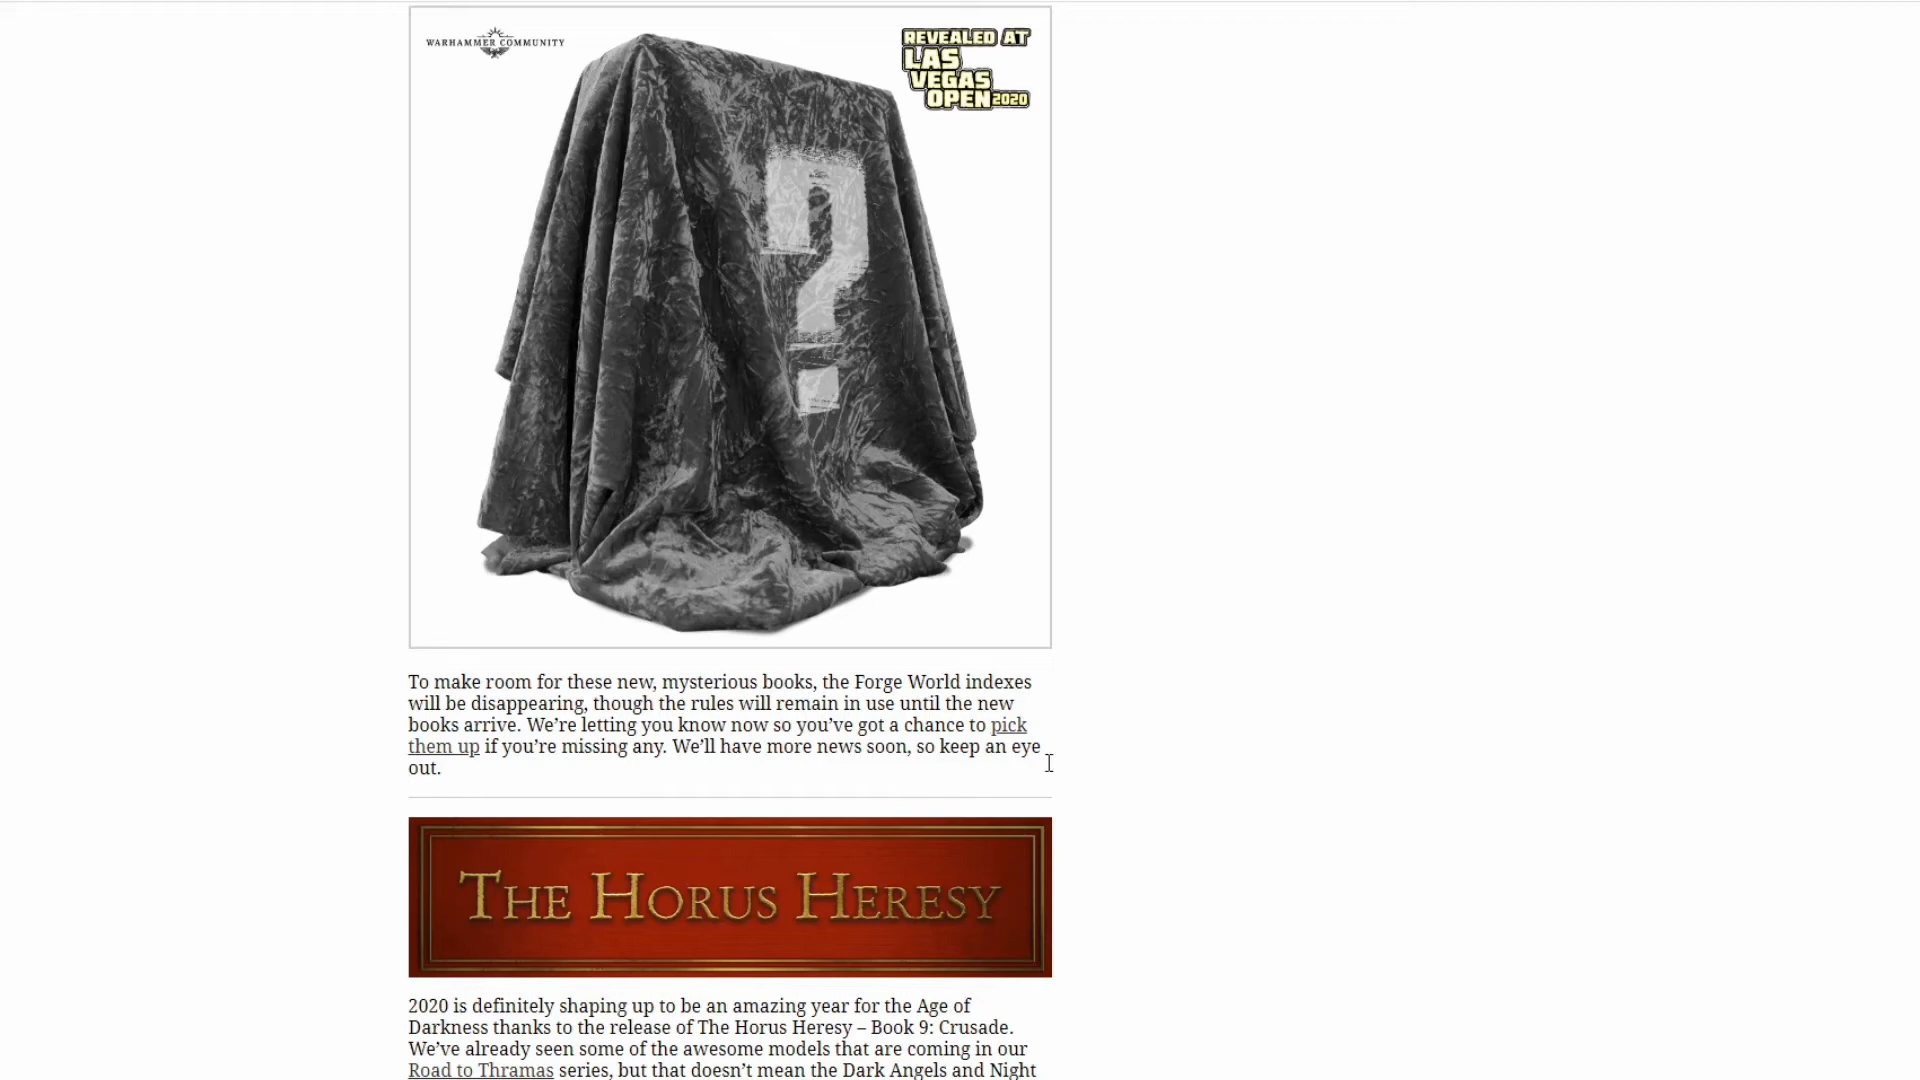 WARHAMMER COMMUNITY
REVEALED AT
LAS
VEGAS
OPEN 2020
?
To make room for these new, mysterious books, the Forge World indexes
will be disappearing, though the rules will remain in use until the new
books arrive. We’re letting you know now so you’ve got a chance to pick
them up if you’re missing any. We’ll have more news soon, so keep an eye
out.
THE HORUS HERESY
2020 is definitely shaping up to be an amazing year for the Age of
Darkness thanks to the release of The Horus Heresy – Book 9: Crusade.
We’ve already seen some of the awesome models that are coming in our
Road to Thramas series, but that doesn’t mean the Dark Angels and Night